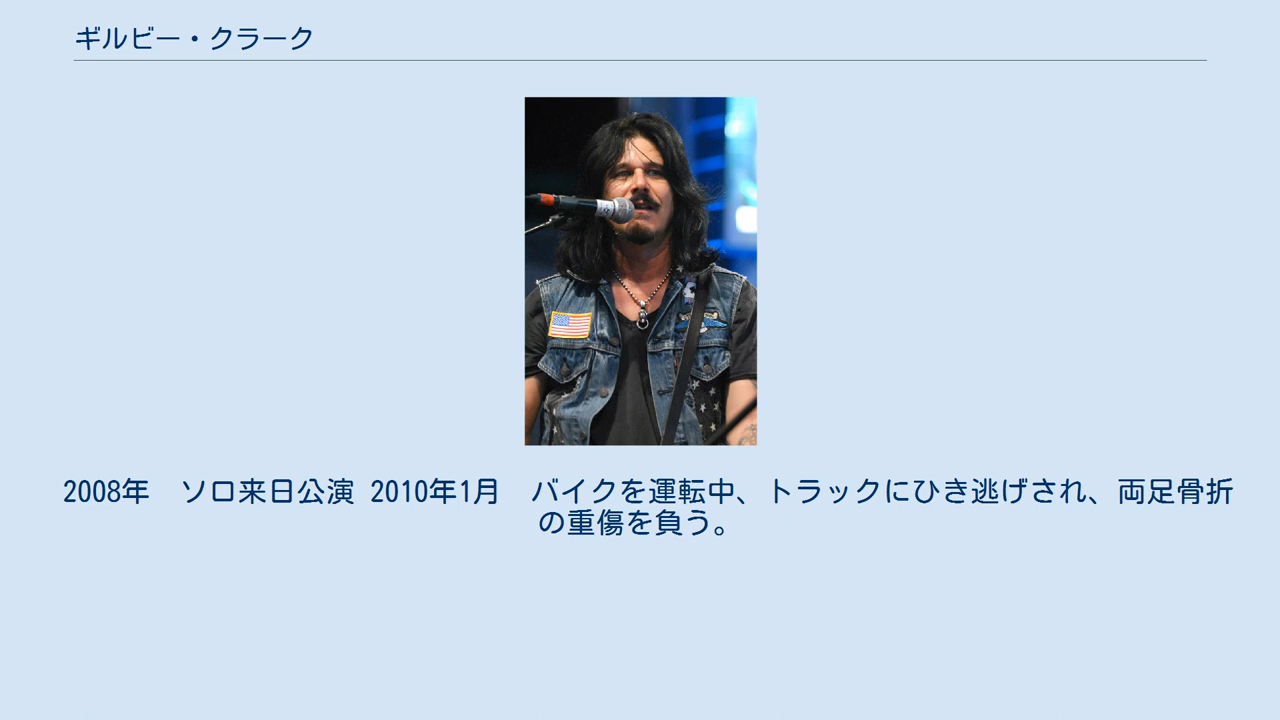 ギルビー・クラーク
2008年　ソロ来日公演 2010年1月　バイクを運転中、トラックにひき逃げされ、両足骨折
の重傷を負う。